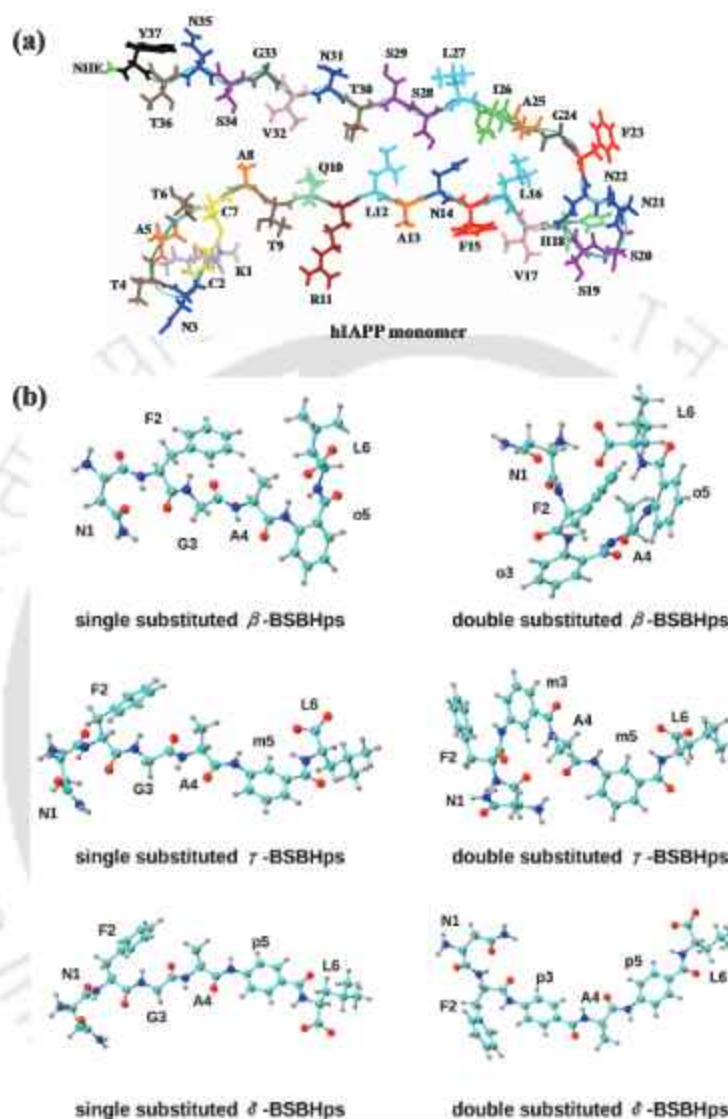 (a)
Y37
N35
G33
N31
S29
L27
NHE
T30
S28
I26
A25
G24
F23
T36
S34
V32
N22
A8
Q10
L16
N21
T6
C7
L12
N14
A5
T9
A13
F15
H18
S20
K1
C2
V17
S19
T4
R11
N3
hIAPP monomer
(b)
F2
L6
N1
G3
A4
o5
single substituted β-BSBHps
L6
N1
F2
o5
A4
o3
double substituted β-BSBHps
F2
L6
m5
G3
A4
N1
single substituted γ-BSBHps
m3
A4
m5
L6
F2
N1
double substituted γ-BSBHps
F2
p5
N1
L6
G3
A4
single substituted δ-BSBHps
N1
p5
p3
A4
L6
F2
double substituted δ-BSBHps